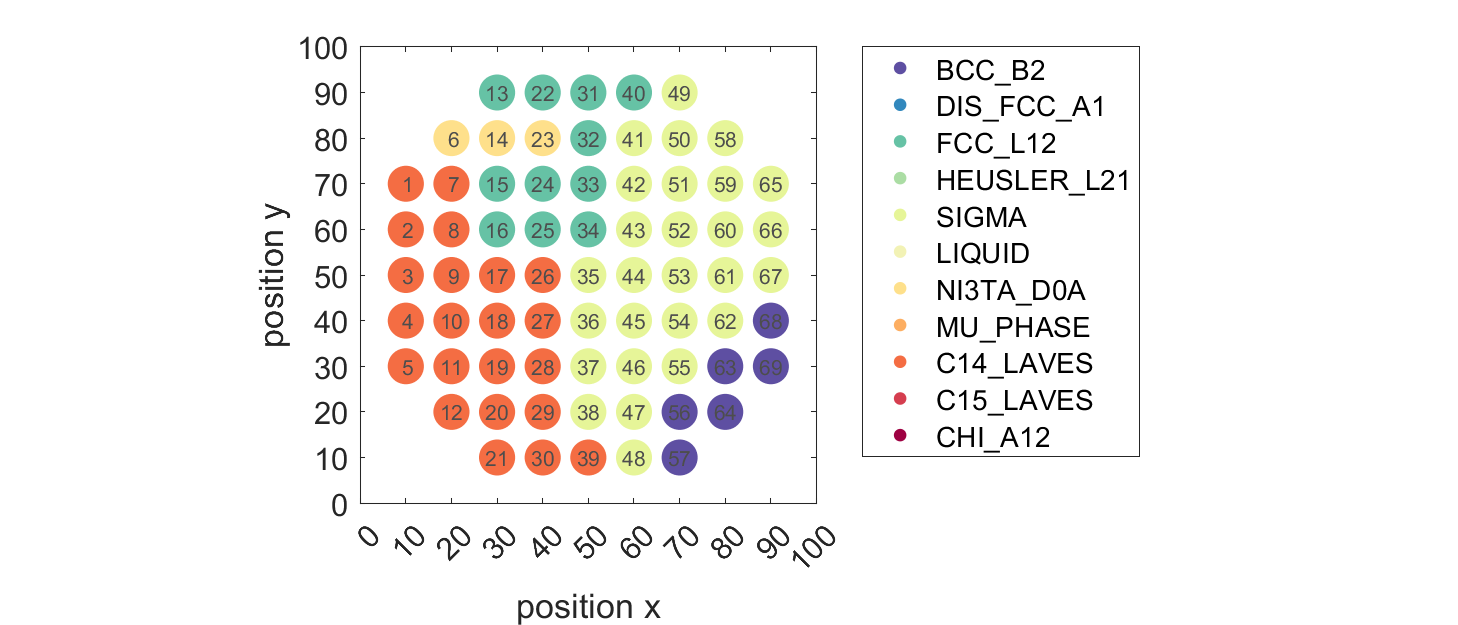 100
90
80
70
60
50
40
30
20
10
0
position y
13 22 31 40 49
6 14 23 32 41 50 58
1 7 15 24 33 42 51 59 65
2 8 16 25 34 43 52 60 66
3 9 17 26 35 44 53 61 67
4 10 18 27 36 45 54 62 68
5 11 19 28 37 46 55 63 69
12 20 29 38 47 56 64
21 30 39 48 57
0 10 20 30 40 50 60 70 80 90 100
position x
BCC_B2
DIS_FCC_A1
FCC_L12
HEUSLER_L21
SIGMA
LIQUID
NI3TA_D0A
MU_PHASE
C14_LAVES
C15_LAVES
CHI_A12